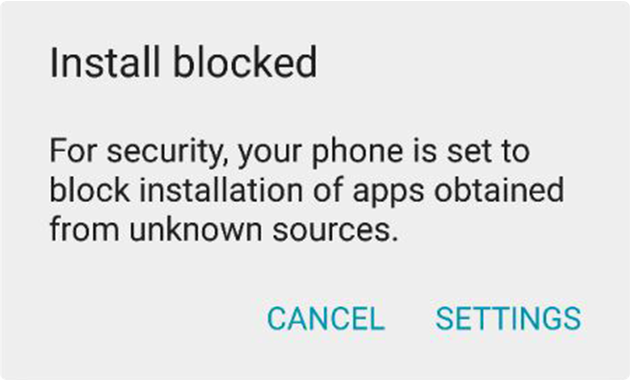 Install blocked
For security, your phone is set to
block installation of apps obtained
from unknown sources.
CANCEL SETTINGS